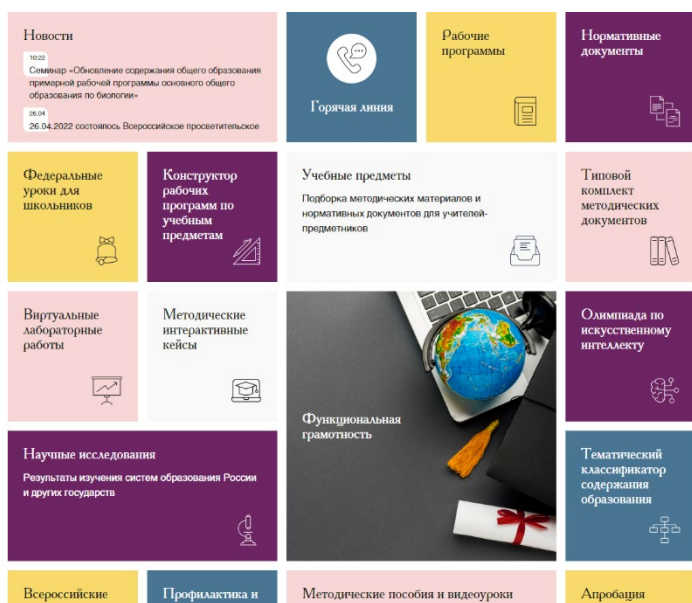 Новости
10:22
Семинар «Обновление содержания общего образования
примерной рабочей программы основного общего
образования по биологии»
26.04
26.04.2022 состоялось Всероссийское просветительское
Горячая линия
Рабочие
программы
Нормативные
документы
Федеральные
уроки для
школьников
Конструктор
рабочих
программ по
учебным
предметам
Учебные предметы
Подборка методических материалов и
нормативных документов для учителей-
предметников
Типовой
комплект
методических
документов
Виртуальные
лабораторные
работы
Методические
интерактивные
кейсы
Функциональная
грамотность
Олимпиада по
искусственному
интеллекту
Научные исследования
Результаты изучения систем образования России
и других государств
Тематический
классификатор
содержания
образования
Всероссийские
Профилактика и
Методические пособия и видеоуроки
Апробация